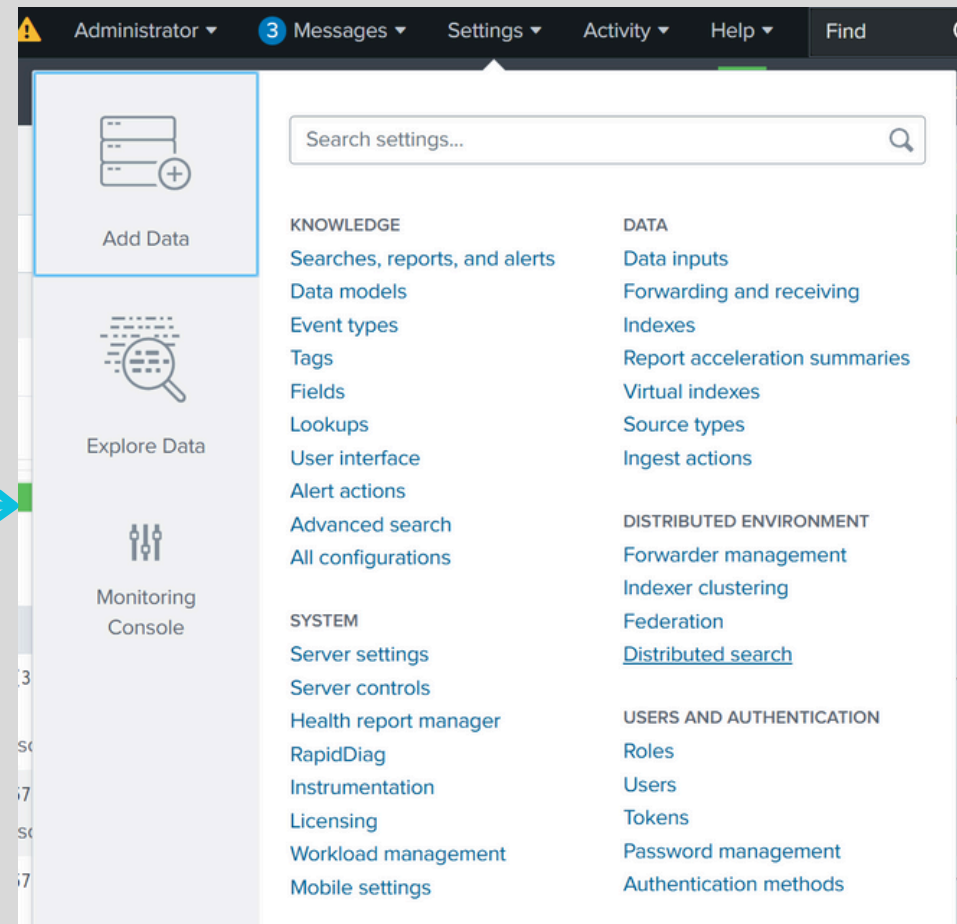 Administrator
3 Messages
Settings
Activity
Help
Find
Add Data
Explore Data
Monitoring
Console
Search settings...
KNOWLEDGE
Searches, reports, and alerts
Data models
Event types
Tags
Fields
Lookups
User interface
Alert actions
Advanced search
All configurations
SYSTEM
Server settings
Server controls
Health report manager
RapidDiag
Instrumentation
Licensing
Workload management
Mobile settings
DATA
Data inputs
Forwarding and receiving
Indexes
Report acceleration summaries
Virtual indexes
Source types
Ingest actions
DISTRIBUTED ENVIRONMENT
Forwarder management
Indexer clustering
Federation
Distributed search
USERS AND AUTHENTICATION
Roles
Users
Tokens
Password management
Authentication methods